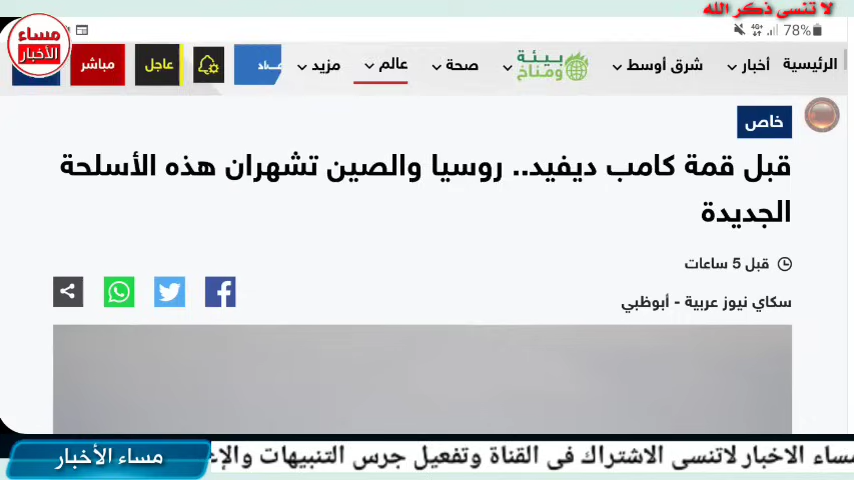 لا تنسى ذكر الله
مساء
الأخبار
78%
4G+
الرئيسية أخبار شرق أوسط بيئة ومناخ صحة عالم مزيد عاجل مباشر
خاص
قبل قمة كامب ديفيد.. روسيا والصين تشهران هذه الأسلحة
الجديدة
قبل 5 ساعات
سكاي نيوز عربية - أبوظبي
مساء الاخبار لاتنسى الاشتراك فى القناة وتفعيل جرس التنبيهات
مساء الأخبار